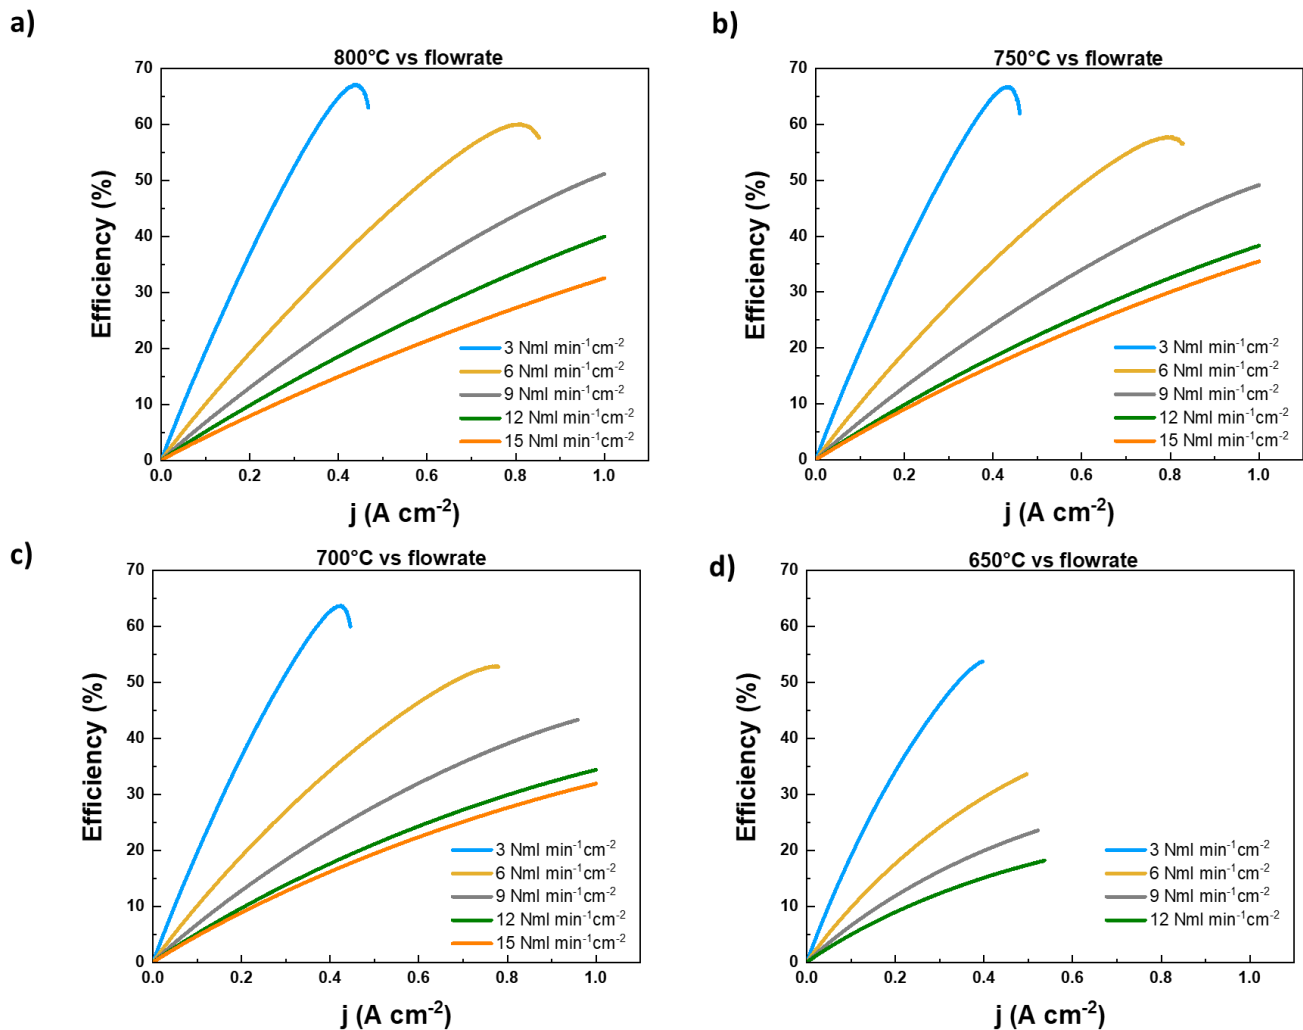 a)
800°C vs flowrate
Efficiency (%)
70
60
50
40
30
20
10
0
0.0 0.2 0.4 0.6 0.8 1.0
j (A cm⁻²)
3 Nml min⁻¹cm⁻²
6 Nml min⁻¹cm⁻²
9 Nml min⁻¹cm⁻²
12 Nml min⁻¹cm⁻²
15 Nml min⁻¹cm⁻²
b)
750°C vs flowrate
Efficiency (%)
70
60
50
40
30
20
10
0
0.0 0.2 0.4 0.6 0.8 1.0
j (A cm⁻²)
3 Nml min⁻¹cm⁻²
6 Nml min⁻¹cm⁻²
9 Nml min⁻¹cm⁻²
12 Nml min⁻¹cm⁻²
15 Nml min⁻¹cm⁻²
c)
700°C vs flowrate
Efficiency (%)
70
60
50
40
30
20
10
0
0.0 0.2 0.4 0.6 0.8 1.0
j (A cm⁻²)
3 Nml min⁻¹cm⁻²
6 Nml min⁻¹cm⁻²
9 Nml min⁻¹cm⁻²
12 Nml min⁻¹cm⁻²
15 Nml min⁻¹cm⁻²
d)
650°C vs flowrate
Efficiency (%)
70
60
50
40
30
20
10
0
0.0 0.2 0.4 0.6 0.8 1.0
j (A cm⁻²)
3 Nml min⁻¹cm⁻²
6 Nml min⁻¹cm⁻²
9 Nml min⁻¹cm⁻²
12 Nml min⁻¹cm⁻²